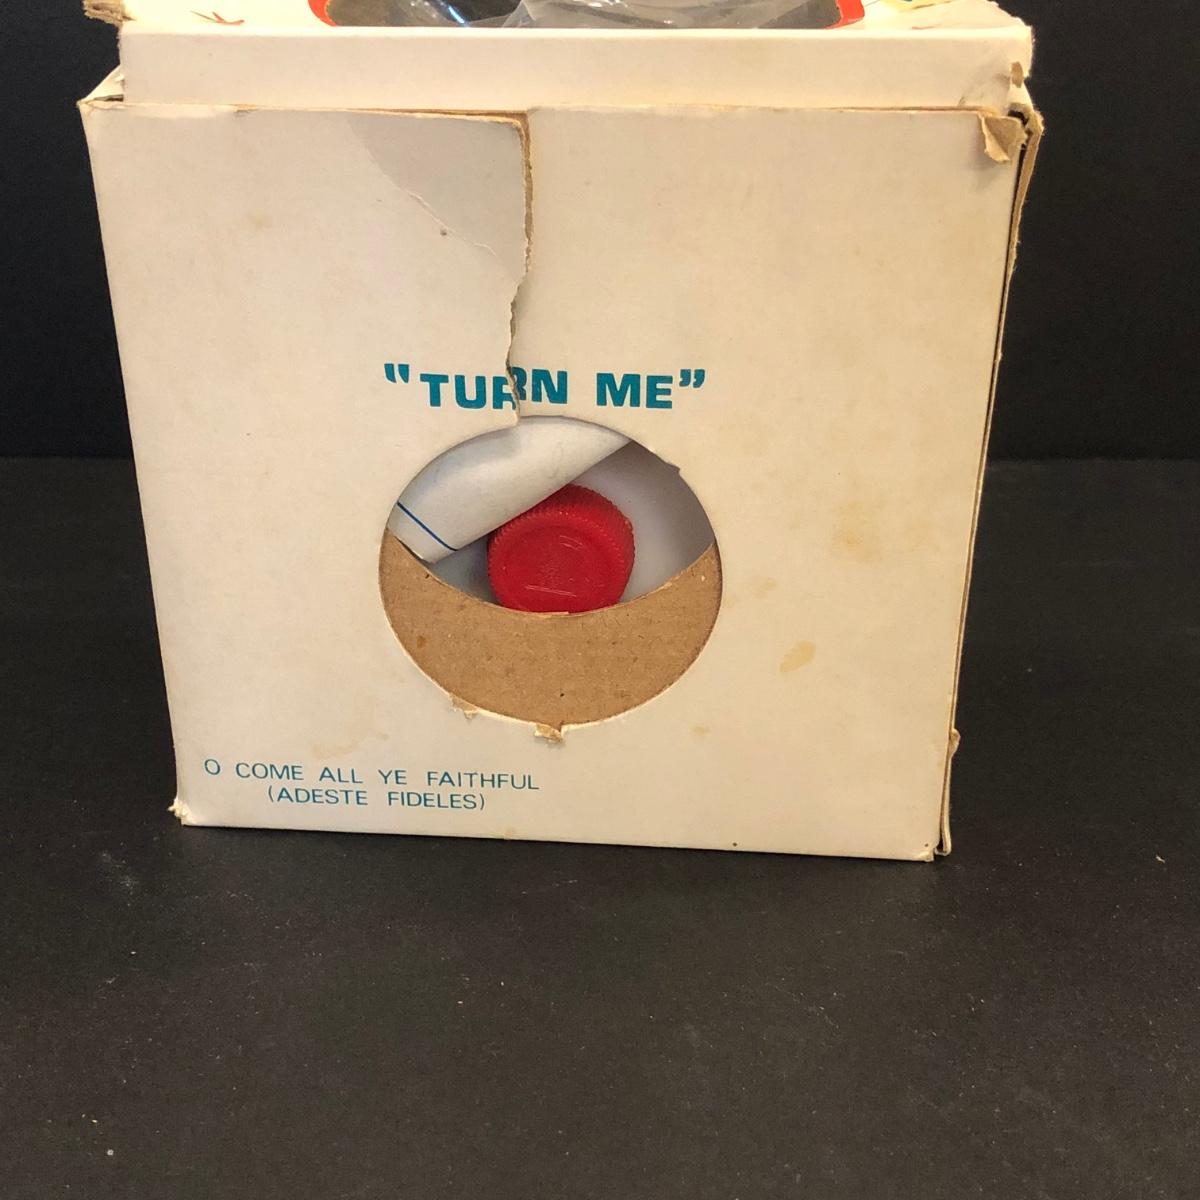 "TURN ME"
O COME ALL YE FAITHFUL
(ADESTE FIDELES)